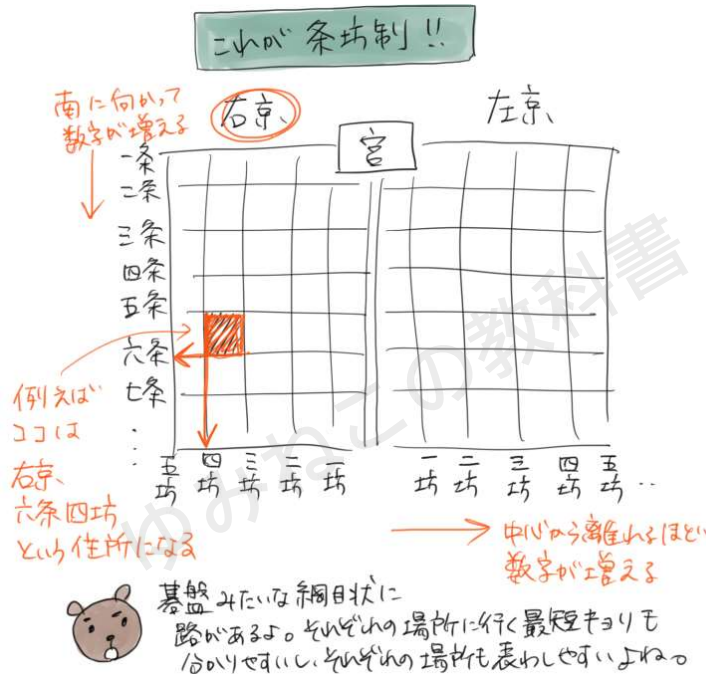 これが条坊制!!
南に向かって
数字が増える
右京、
左京、
宮
一条
二条
三条
四条
五条
六条
七条
例えば
ココは
右京、
六条四坊
という住所になる
五坊 四坊 三坊 二坊 一坊
一坊 二坊 三坊 四坊 五坊 ‥
中心から離れるほど
数字が増える
碁盤みたいな網目状に
路があるよ。それぞれの場所に行く最短キョリも
分かりやすいし、それぞれの場所も表わしやすいよね。
ゆみねこの教科書